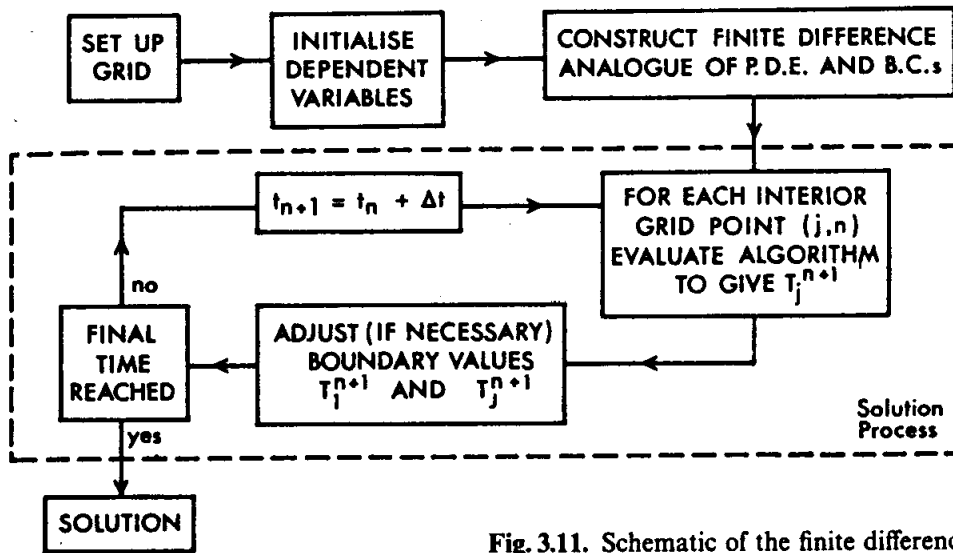 SET UP
GRID
INITIALISE
DEPENDENT
VARIABLES
CONSTRUCT FINITE DIFFERENCE
ANALOGUE OF P.D.E. AND B.C.s
FOR EACH INTERIOR
GRID POINT (j,n)
EVALUATE ALGORITHM
TO GIVE T_j^{n+1}
t_{n+1} = t_n + Δt
no
FINAL
TIME
REACHED
yes
ADJUST (IF NECESSARY)
BOUNDARY VALUES
T_1^{n+1} AND T_j^{n+1}
Solution
Process
SOLUTION
Fig. 3.11. Schematic of the finite differenc